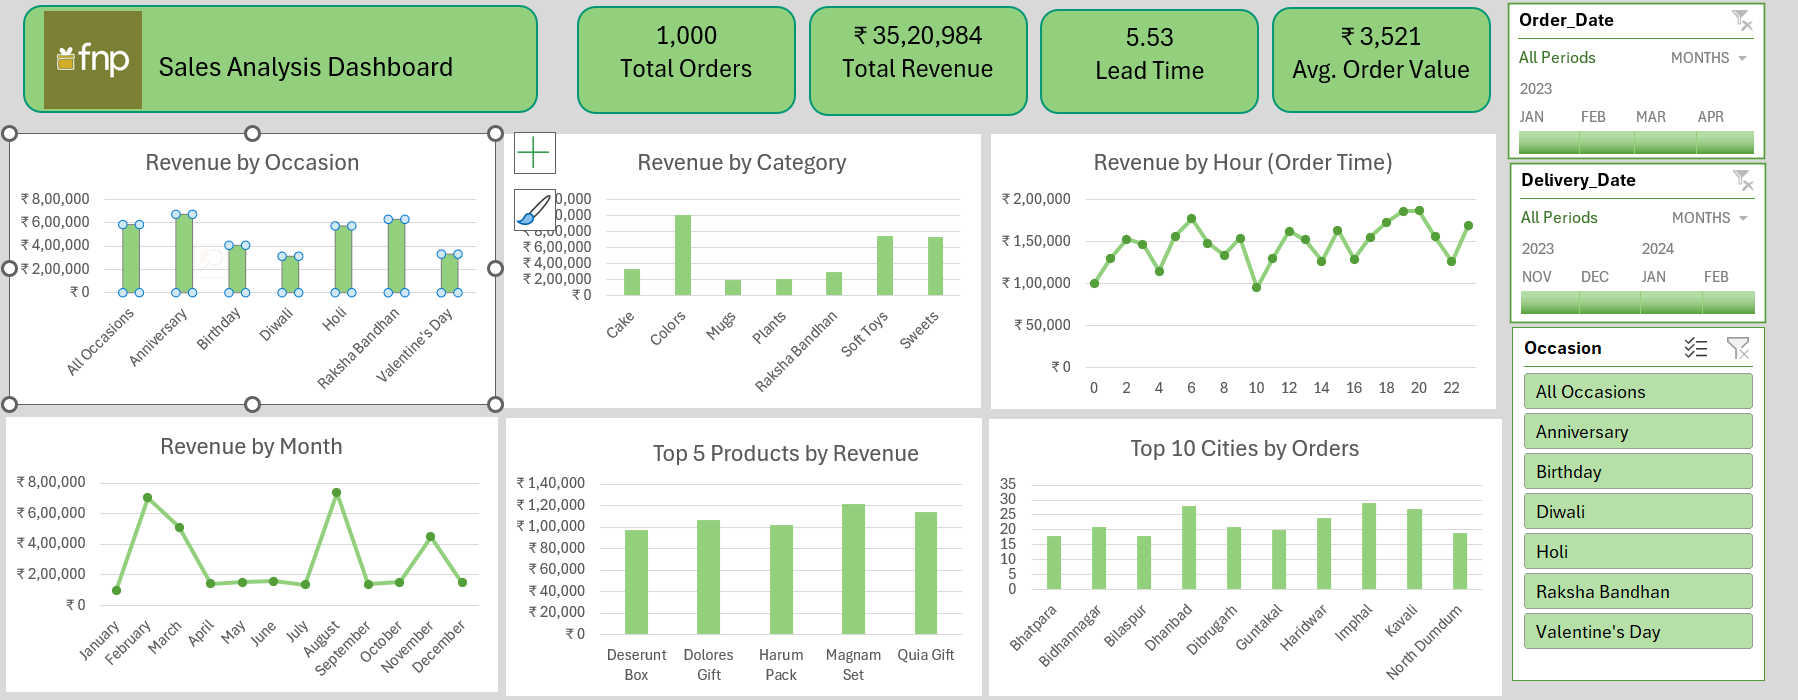 fnp
Sales Analysis Dashboard
1,000
Total Orders
₹ 35,20,984
Total Revenue
5.53
Lead Time
₹ 3,521
Avg. Order Value
Order_Date
All Periods
MONTHS
2023
JAN FEB MAR APR
Delivery_Date
All Periods
MONTHS
2023 2024
NOV DEC JAN FEB
Occasion
All Occasions
Anniversary
Birthday
Diwali
Holi
Raksha Bandhan
Valentine's Day
Revenue by Occasion
₹ 8,00,000
₹ 6,00,000
₹ 4,00,000
₹ 2,00,000
₹ 0
All Occasions
Anniversary
Birthday
Diwali
Holi
Raksha Bandhan
Valentine's Day
Revenue by Category
₹ 6,00,000
₹ 4,00,000
₹ 2,00,000
₹ 0
Cake
Colors
Mugs
Plants
Raksha Bandhan
Soft Toys
Sweets
Revenue by Hour (Order Time)
₹ 2,00,000
₹ 1,50,000
₹ 1,00,000
₹ 50,000
₹ 0
0 2 4 6 8 10 12 14 16 18 20 22
Revenue by Month
₹ 8,00,000
₹ 6,00,000
₹ 4,00,000
₹ 2,00,000
₹ 0
January
February
March
April
May
June
July
August
September
October
November
December
Top 5 Products by Revenue
₹ 1,40,000
₹ 1,20,000
₹ 1,00,000
₹ 80,000
₹ 60,000
₹ 40,000
₹ 20,000
₹ 0
Deserunt Box
Dolores Gift
Harum Pack
Magnam Set
Quia Gift
Top 10 Cities by Orders
35
30
25
20
15
10
5
0
Bhatpara
Bidhannagar
Bilaspur
Dhanbad
Dibrugarh
Guntakal
Haridwar
Imphal
Kavali
North Dumdum